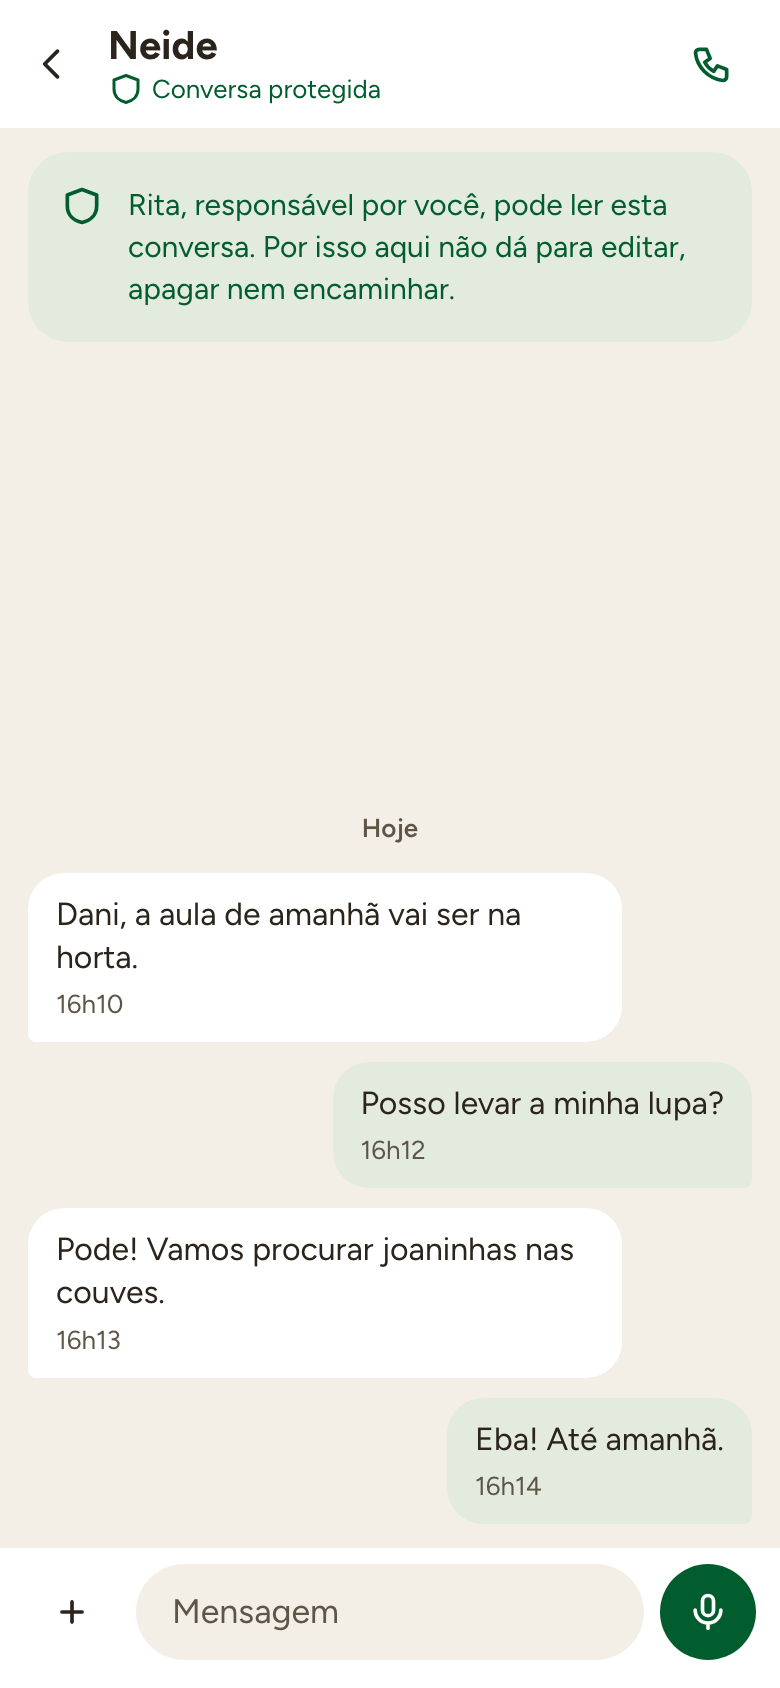 Neide
Conversa protegida
Rita, responsável por você, pode ler esta
conversa. Por isso aqui não dá para editar,
apagar nem encaminhar.
Hoje
Dani, a aula de amanhã vai ser na
horta.
16h10
Posso levar a minha lupa?
16h12
Pode! Vamos procurar joaninhas nas
couves.
16h13
Eba! Até amanhã.
16h14
Mensagem